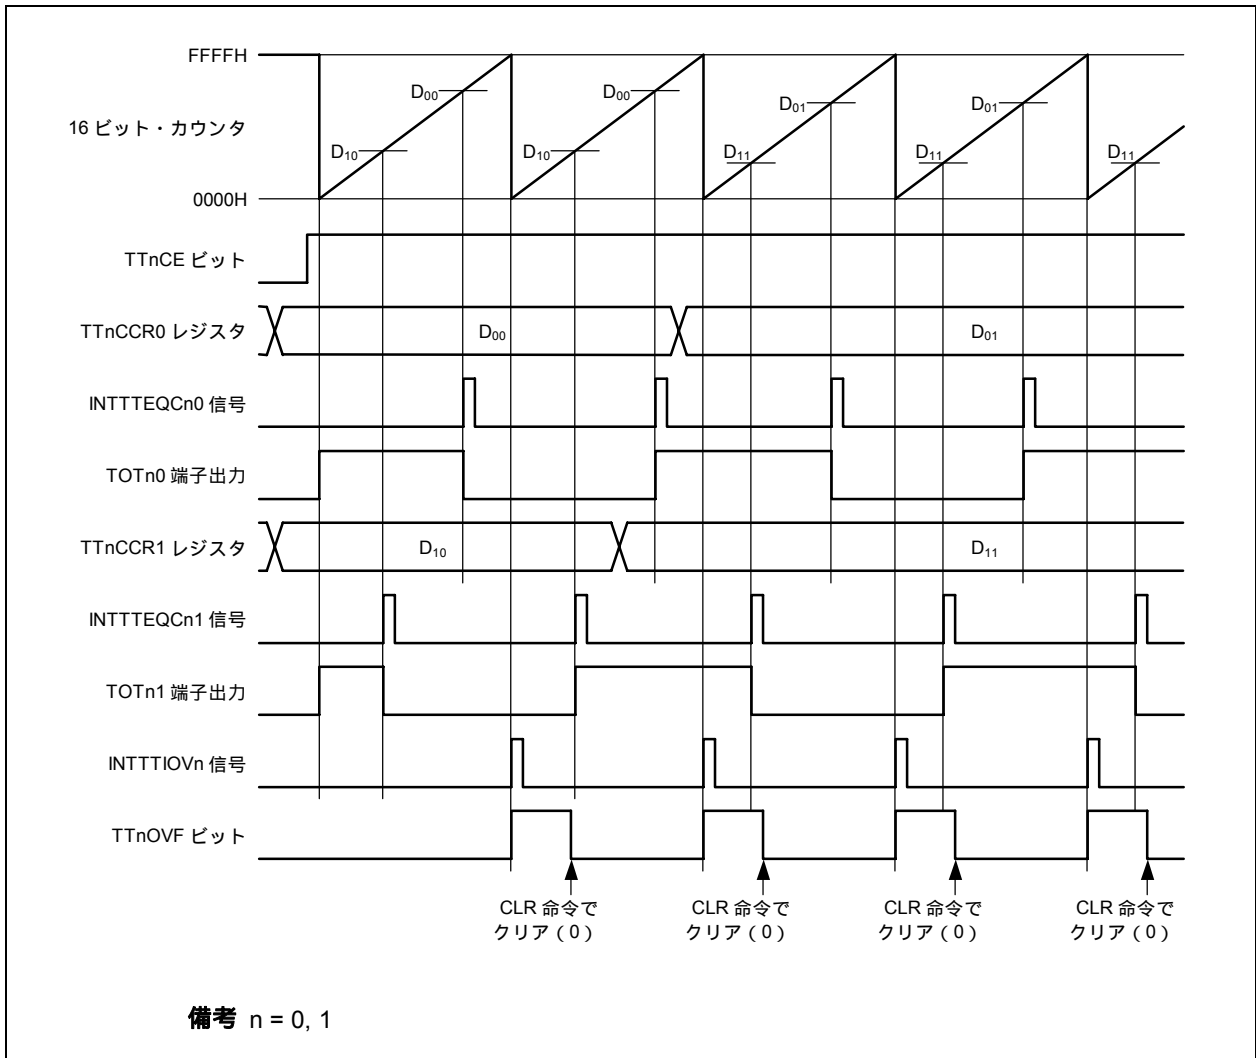 FFFFH
D₀₀ D₀₀ D₀₁ D₀₁
16 ビット・カウンタ
D₁₀ D₁₀ D₁₁ D₁₁ D₁₁
0000H
TTnCE ビット
TTnCCR0 レジスタ D₀₀ D₀₁
INTTTEQCn0 信号
TOTn0 端子出力
TTnCCR1 レジスタ D₁₀ D₁₁
INTTTEQCn1 信号
TOTn1 端子出力
INTTTIOVn 信号
TTnOVF ビット
CLR 命令で CLR 命令で CLR 命令で CLR 命令で
クリア(0) クリア(0) クリア(0) クリア(0)
備考 n = 0, 1